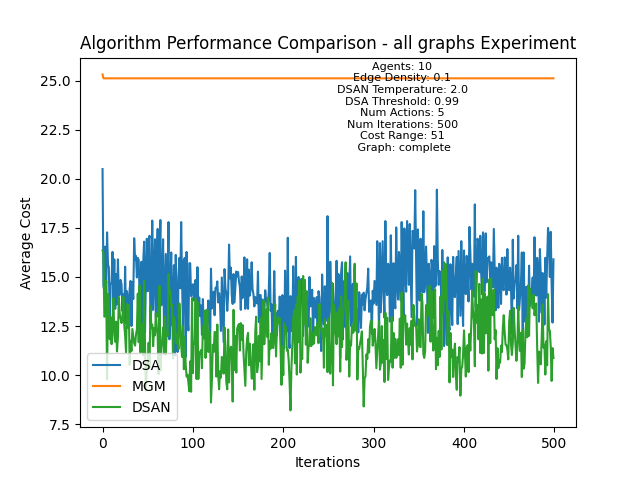 Algorithm Performance Comparison - all graphs Experiment
Agents: 10
Edge Density: 0.1
DSAN Temperature: 2.0
DSA Threshold: 0.99
Num Actions: 5
Num Iterations: 500
Cost Range: 51
Graph: complete
Average Cost
25.0
22.5
20.0
17.5
15.0
12.5
10.0
7.5
DSA
MGM
DSAN
0
100
200
300
400
500
Iterations